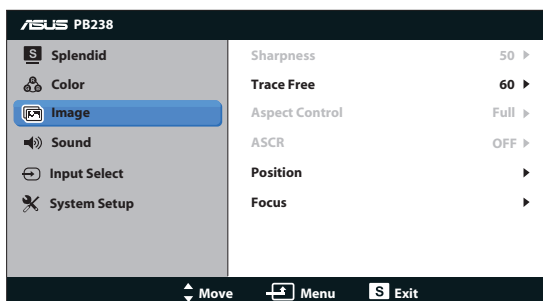 ASUS PB238
S Splendid
Color
Image
Sound
Input Select
System Setup
Sharpness 50
Trace Free 60
Aspect Control Full
ASCR OFF
Position
Focus
Move Menu S Exit